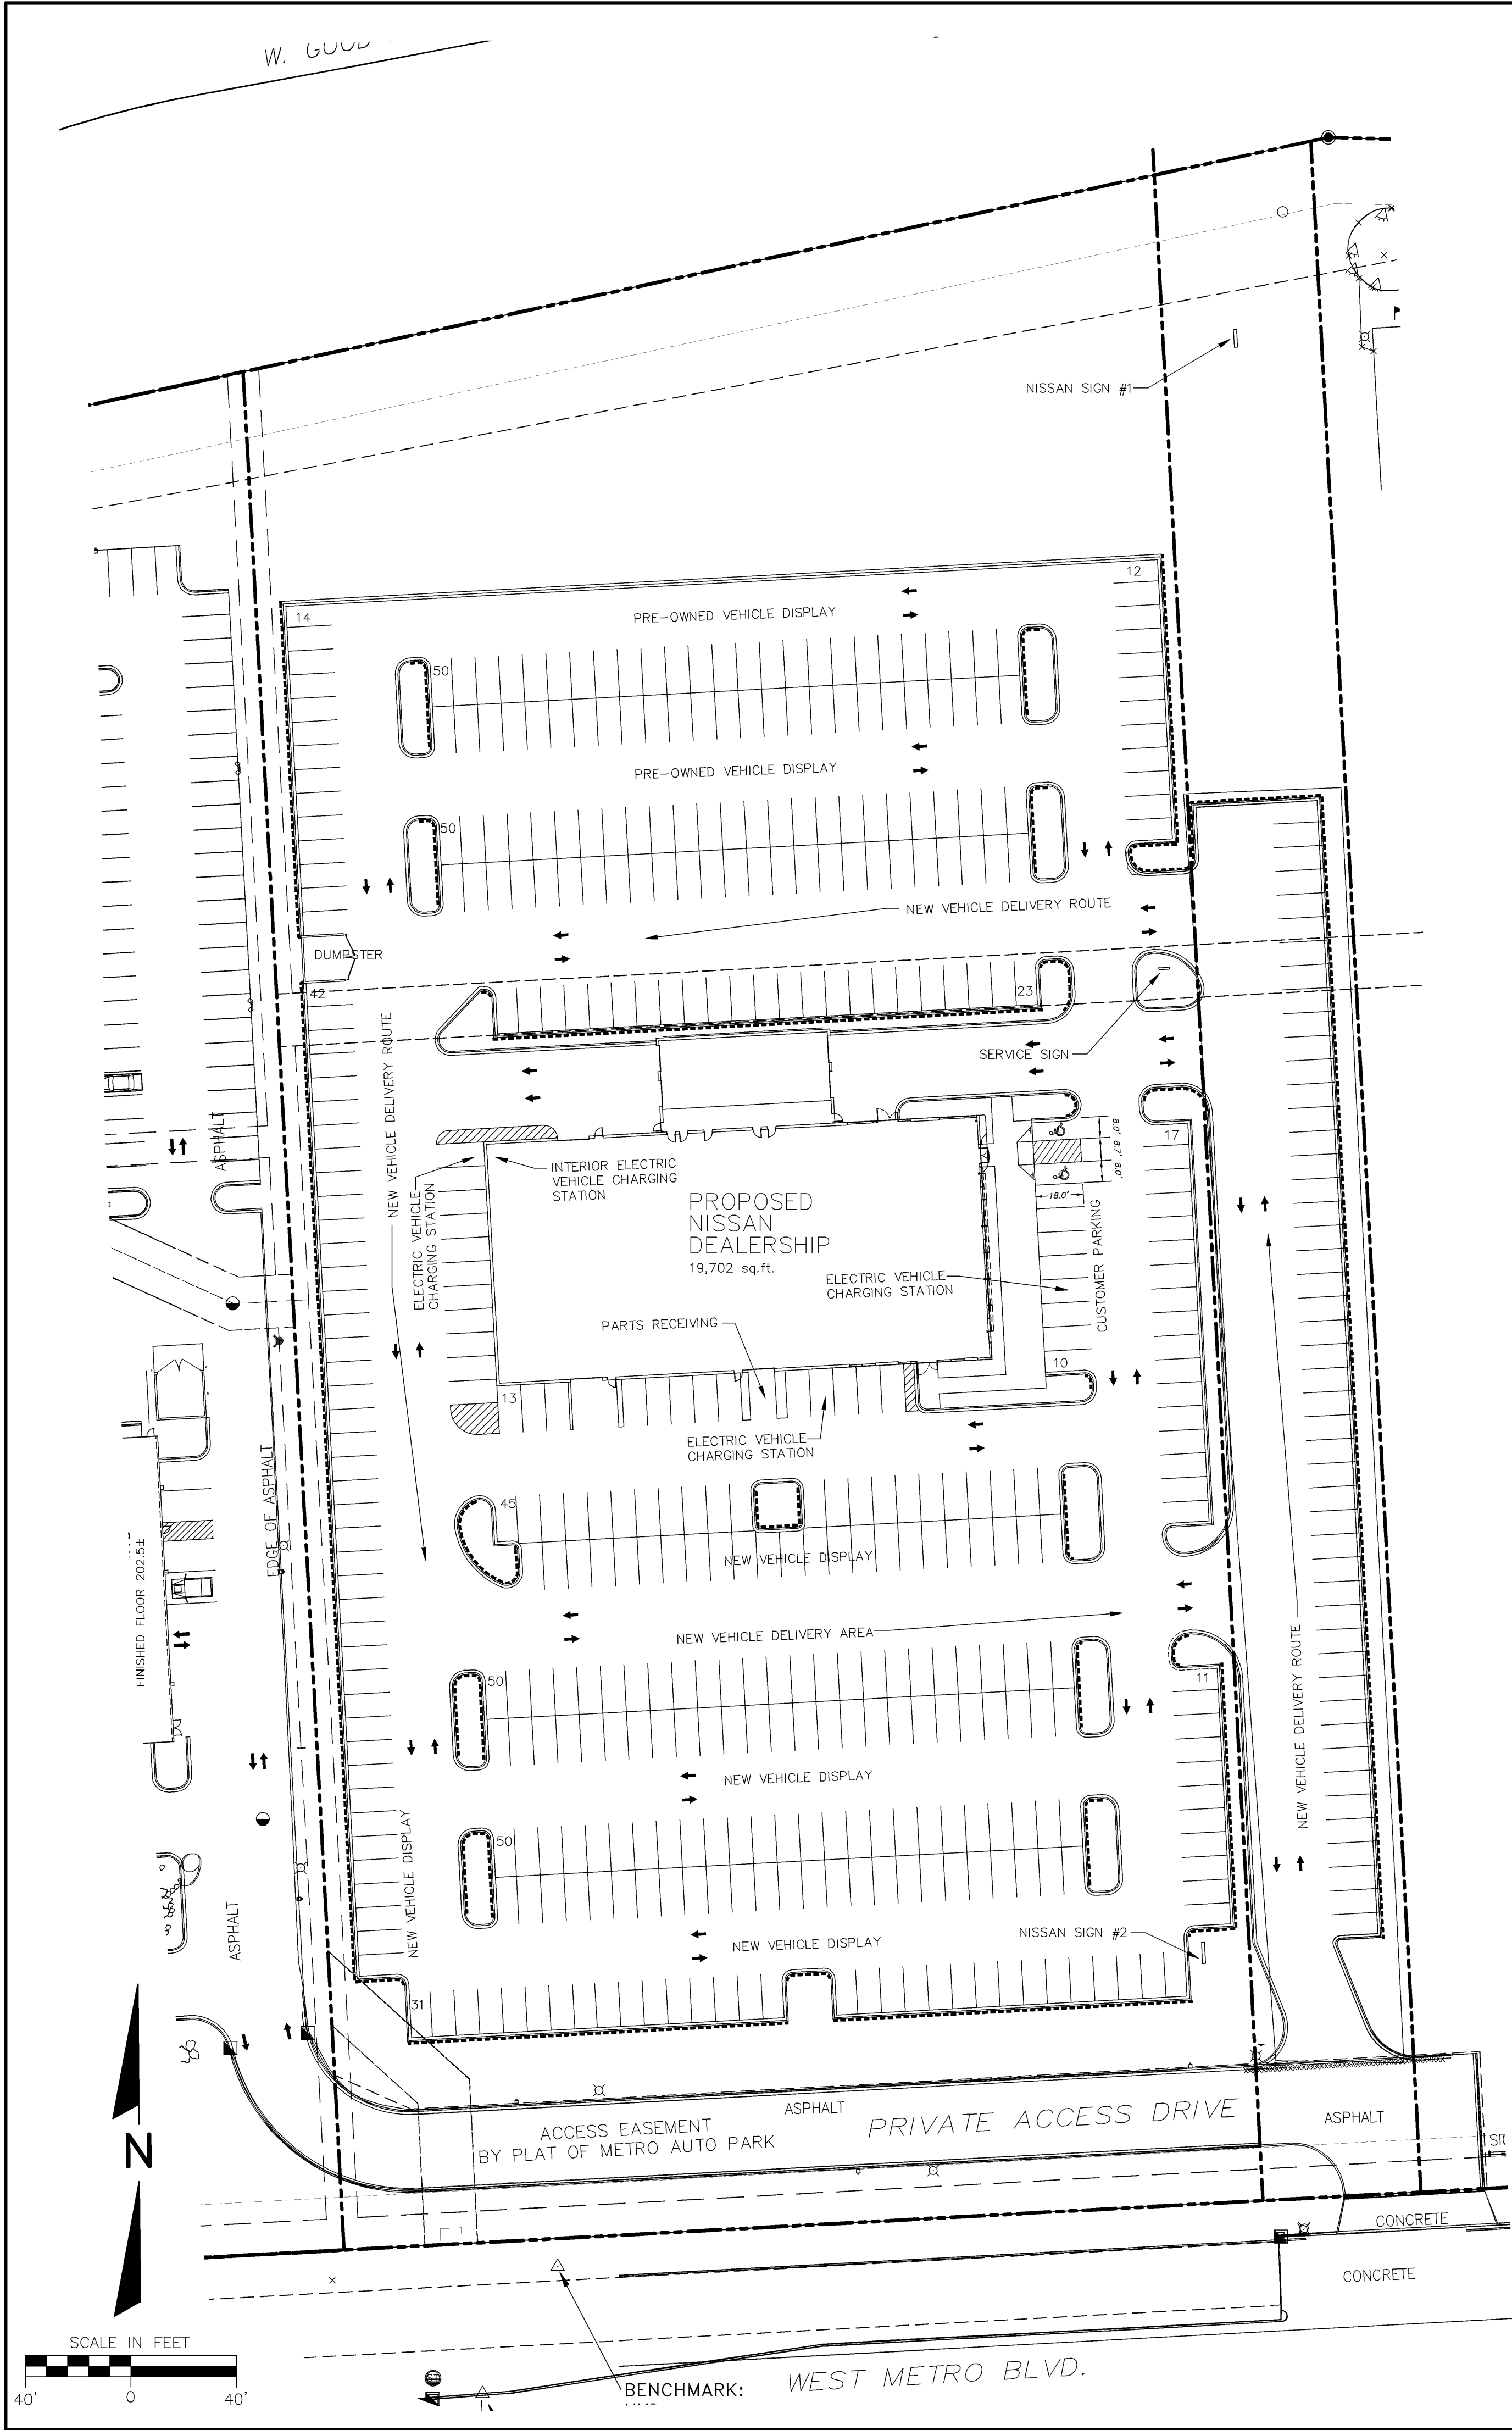 W. GOOD
NISSAN SIGN #1
12
14
PRE-OWNED VEHICLE DISPLAY
50
PRE-OWNED VEHICLE DISPLAY
50
NEW VEHICLE DELIVERY ROUTE
DUMPSTER
42
23
NEW VEHICLE DELIVERY ROUTE
SERVICE SIGN
ASPHALT
17
8.0' 8.7' 8.0'
18.0'
INTERIOR ELECTRIC
VEHICLE CHARGING
STATION
ELECTRIC VEHICLE
CHARGING STATION
PROPOSED
NISSAN
DEALERSHIP
19,702 sq.ft.
ELECTRIC VEHICLE
CHARGING STATION
CUSTOMER PARKING
PARTS RECEIVING
10
13
ELECTRIC VEHICLE
CHARGING STATION
EDGE OF ASPHALT
FINISHED FLOOR 202.5±
45
NEW VEHICLE DISPLAY
NEW VEHICLE DELIVERY AREA
NEW VEHICLE DELIVERY ROUTE
50
11
NEW VEHICLE DISPLAY
NEW VEHICLE DISPLAY
50
ASPHALT
NEW VEHICLE DISPLAY
NISSAN SIGN #2
31
N
ASPHALT
ACCESS EASEMENT
BY PLAT OF METRO AUTO PARK
PRIVATE ACCESS DRIVE
ASPHALT
CONCRETE
CONCRETE
SCALE IN FEET
40' 0 40'
ST
BENCHMARK:
WEST METRO BLVD.